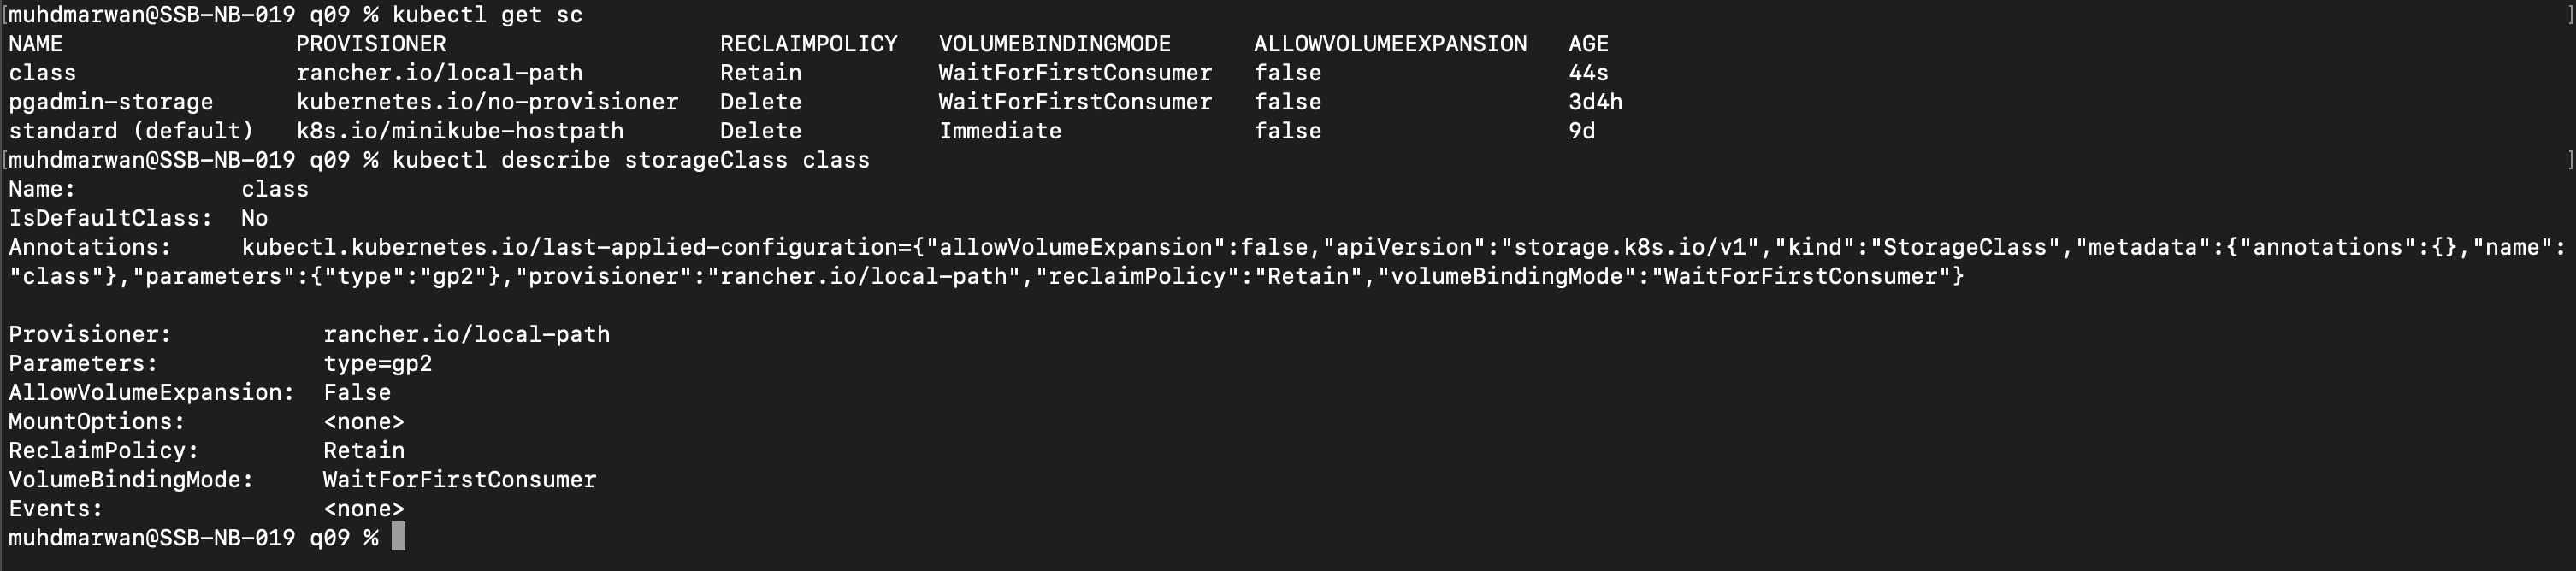 [muhdmarwan@SSB-NB-019 q09 % kubectl get sc ]
NAME PROVISIONER RECLAIMPOLICY VOLUMEBINDINGMODE ALLOWVOLUMEEXPANSION AGE
class rancher.io/local-path Retain WaitForFirstConsumer false 44s
pgadmin-storage kubernetes.io/no-provisioner Delete WaitForFirstConsumer false 3d4h
standard (default) k8s.io/minikube-hostpath Delete Immediate false 9d
[muhdmarwan@SSB-NB-019 q09 % kubectl describe storageClass class ]
Name: class
IsDefaultClass: No
Annotations: kubectl.kubernetes.io/last-applied-configuration={"allowVolumeExpansion":false,"apiVersion":"storage.k8s.io/v1","kind":"StorageClass","metadata":{"annotations":{},"name":
"class"},"parameters":{"type":"gp2"},"provisioner":"rancher.io/local-path","reclaimPolicy":"Retain","volumeBindingMode":"WaitForFirstConsumer"}
Provisioner: rancher.io/local-path
Parameters: type=gp2
AllowVolumeExpansion: False
MountOptions: <none>
ReclaimPolicy: Retain
VolumeBindingMode: WaitForFirstConsumer
Events: <none>
muhdmarwan@SSB-NB-019 q09 %